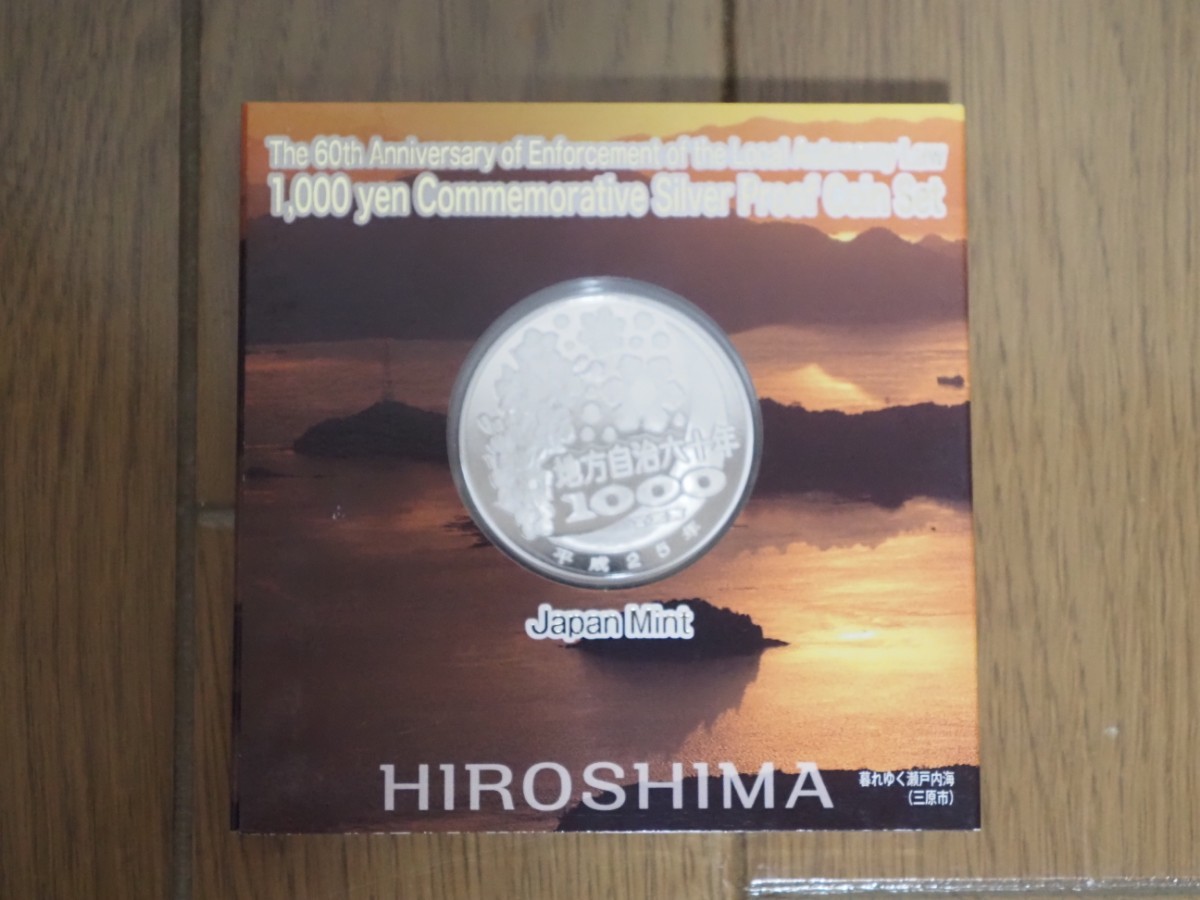 The 60th Anniversary of Enforcement of the Local Autonomy Law
1,000 yen Commemorative Silver Proof Coin Set
地方自治六十年
1000
平成25年
Japan Mint
HIROSHIMA
暮れゆく瀬戸内海
(三原市)